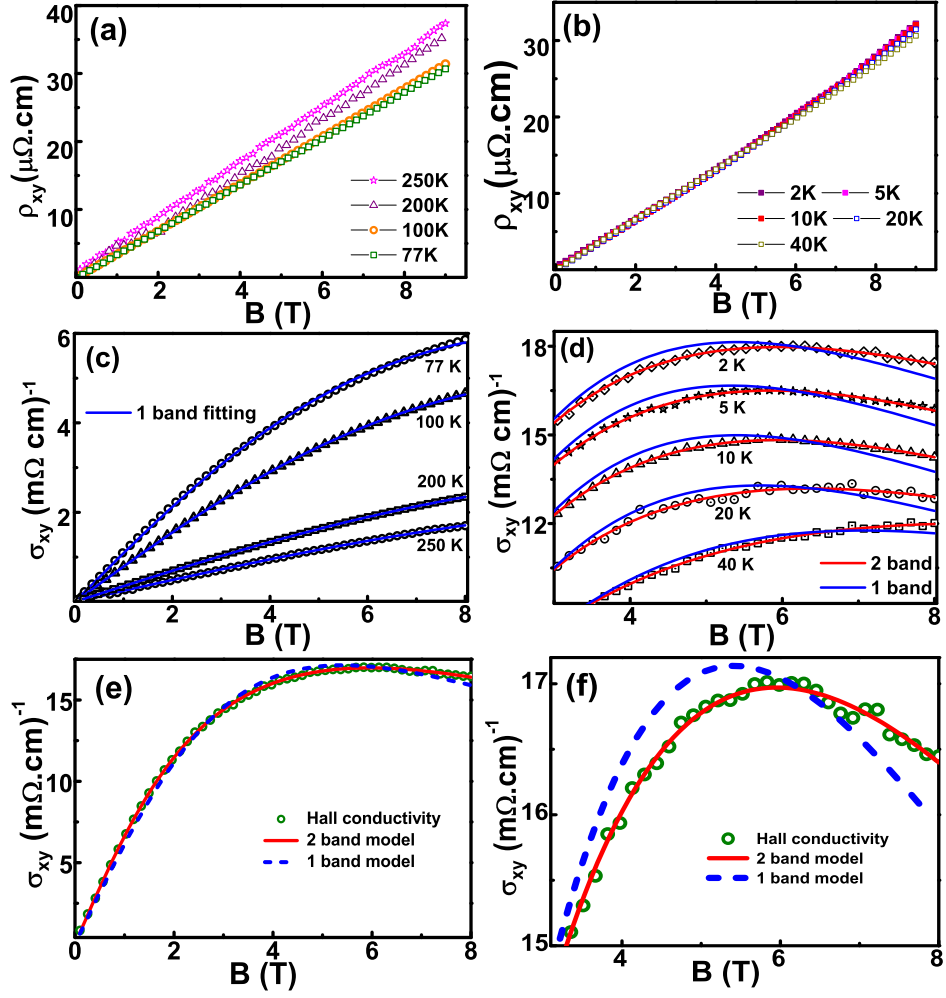 (a)
40
30
20
10
ρxy(μΩ.cm)
250K
200K
100K
77K
0 2 4 6 8
B (T)
(b)
30
20
10
ρxy(μΩ.cm)
2K 5K
10K 20K
40K
0 2 4 6 8
B (T)
(c)
6
4
2
σxy (mΩ cm)-1
77 K
1 band fitting
100 K
200 K
250 K
0 2 4 6 8
B (T)
(d)
18
15
12
σxy (mΩ cm)-1
2 K
5 K
10 K
20 K
40 K
2 band
1 band
4 6 8
B (T)
(e)
15
10
5
σxy (mΩ.cm)-1
Hall conductivity
2 band model
1 band model
0 2 4 6 8
B (T)
(f)
17
16
15
σxy (mΩ.cm)-1
Hall conductivity
2 band model
1 band model
4 6 8
B (T)